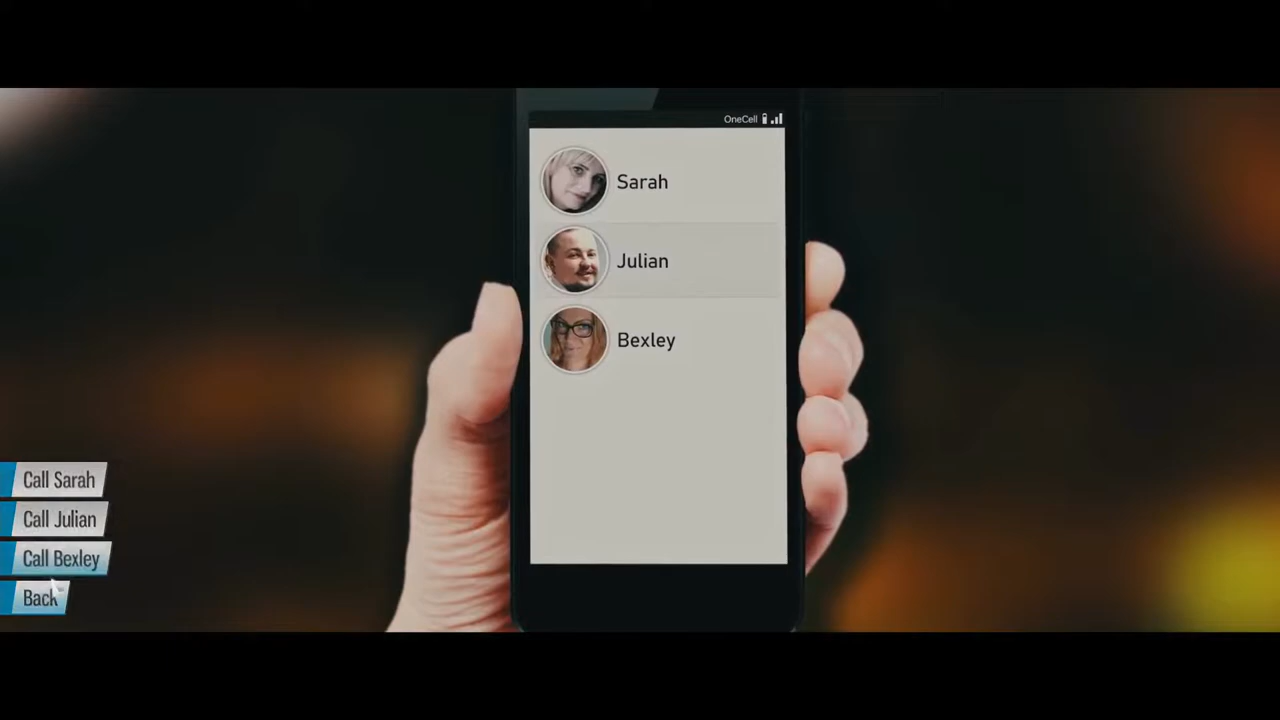 OneCell
Sarah
Julian
Bexley
Call Sarah
Call Julian
Call Bexley
Back